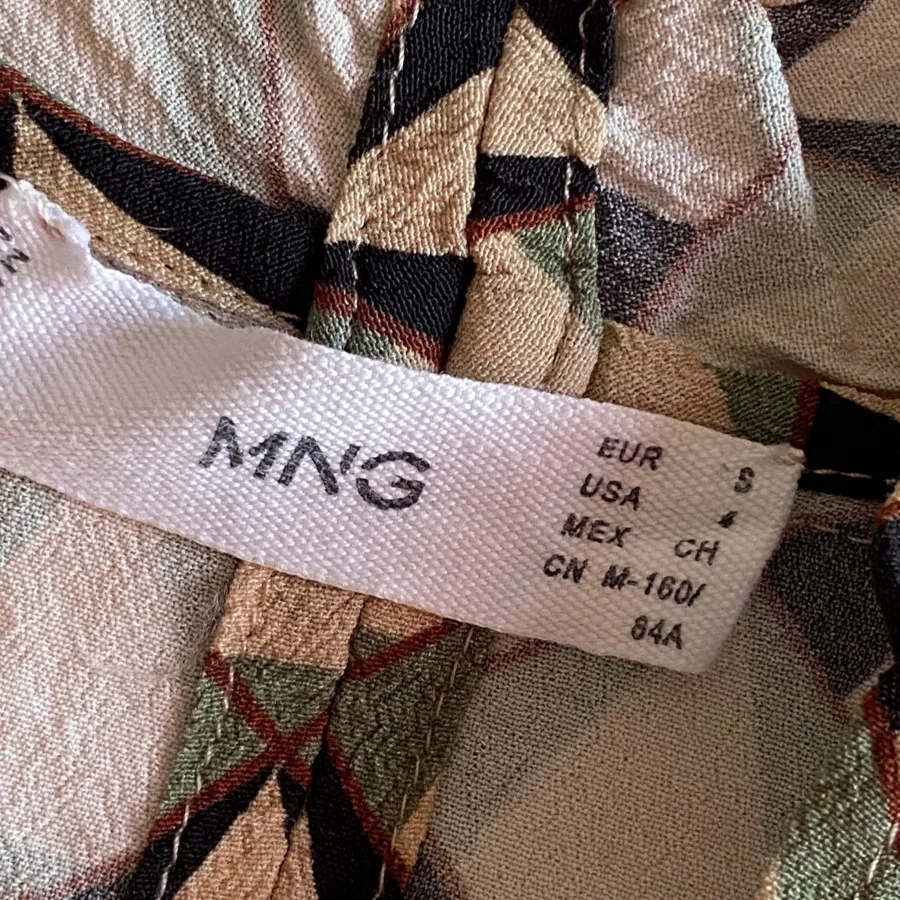 MNG
EUR S
USA 4
MEX CH
CN M-160/
84A